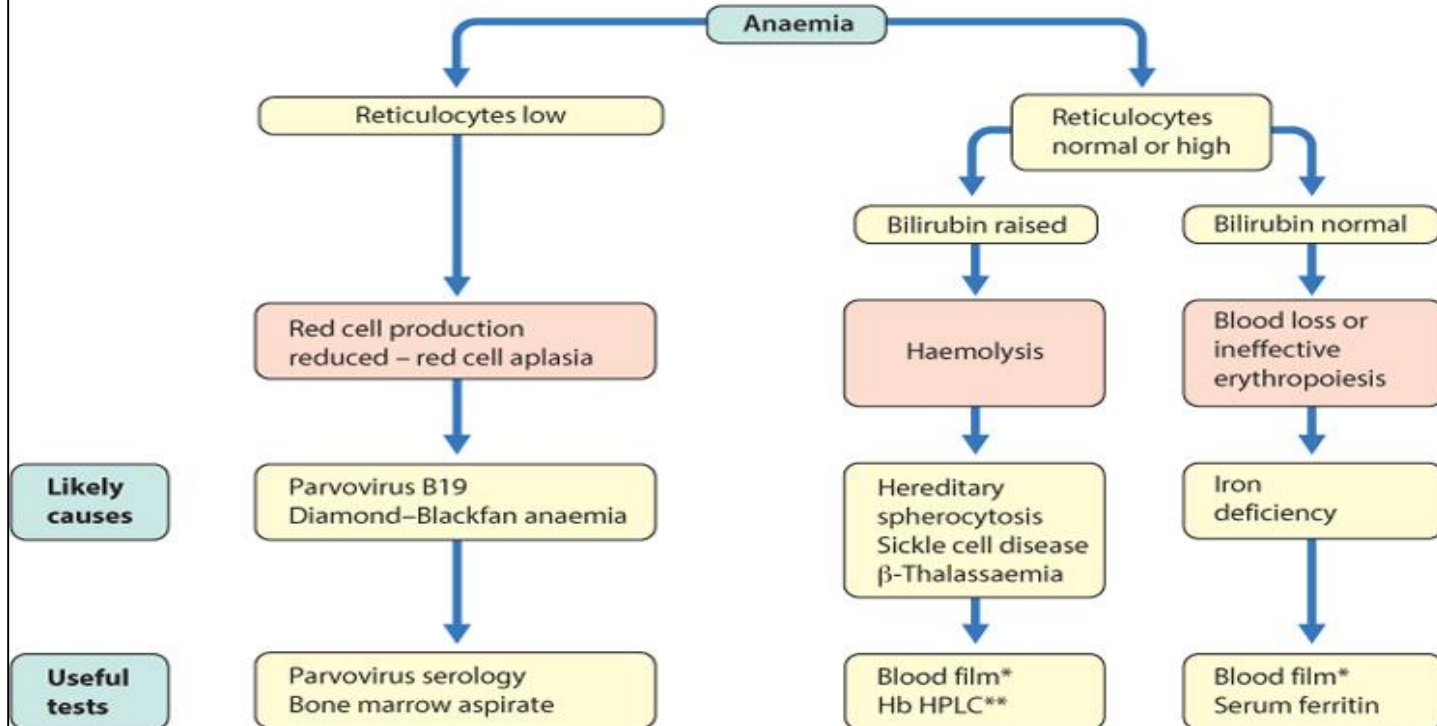 Anaemia
Reticulocytes low
Reticulocytes
normal or high
Bilirubin raised
Bilirubin normal
Red cell production
reduced – red cell aplasia
Haemolysis
Blood loss or
ineffective
erythropoiesis
Likely
causes
Parvovirus B19
Diamond–Blackfan anaemia
Hereditary
spherocytosis
Sickle cell disease
β-Thalassaemia
Iron
deficiency
Useful
tests
Parvovirus serology
Bone marrow aspirate
Blood film*
Hb HPLC**
Blood film*
Serum ferritin